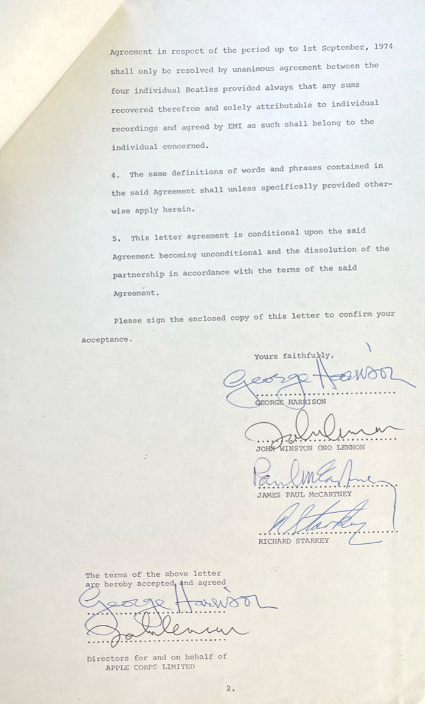 Agreement in respect of the period up to 1st September, 1974
shall only be resolved by unanimous agreement between the
four individual Beatles provided always that any sums
recovered therefrom and solely attributable to individual
recordings and agreed by EMI as such shall belong to the
individual concerned.
4. The same definitions of words and phrases contained in
the said Agreement shall unless specifically provided other-
wise apply herein.
5. This letter agreement is conditional upon the said
Agreement becoming unconditional and the dissolution of the
partnership in accordance with the terms of the said
Agreement.
Please sign the enclosed copy of this letter to confirm your
acceptance.
Yours faithfully,
George Harrison
GEORGE HARRISON
John Lennon
JOHN WINSTON ONO LENNON
Paul McCartney
JAMES PAUL McCARTNEY
R Starkey
RICHARD STARKEY
The terms of the above letter
are hereby accepted and agreed
George Harrison
John Lennon
Directors for and on behalf of
APPLE CORPS LIMITED
2.